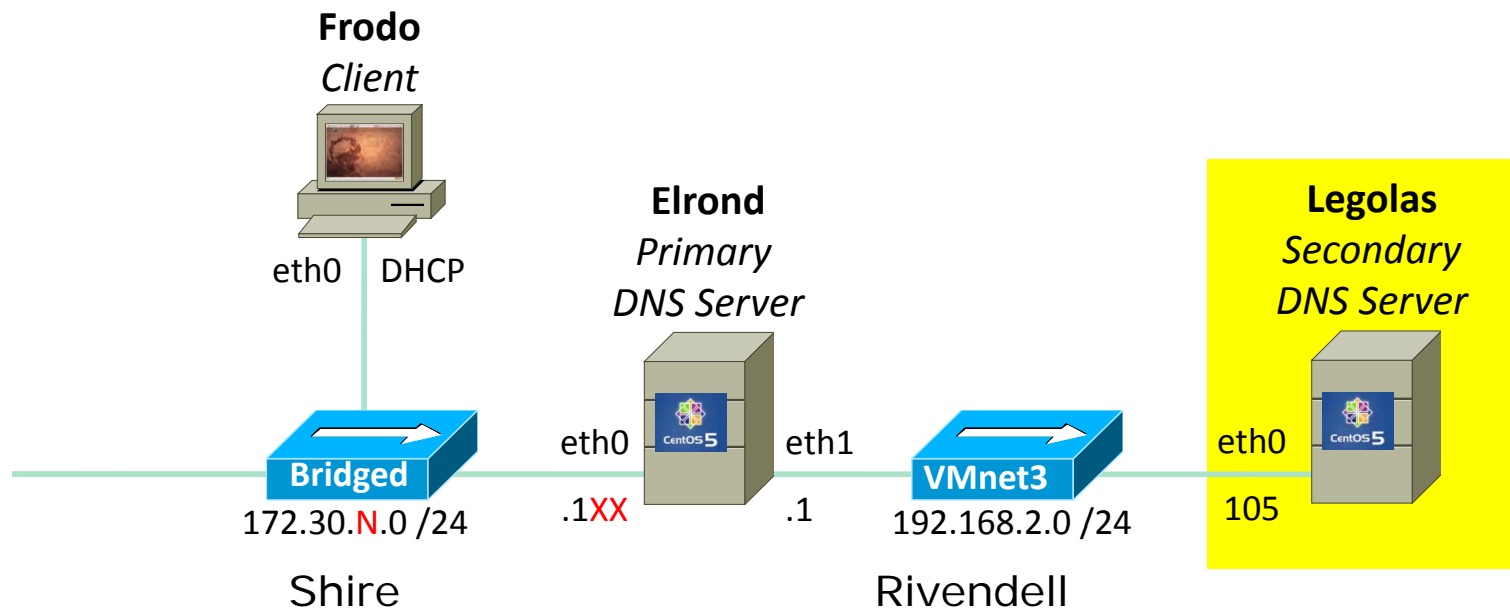 Frodo
Client
eth0 DHCP
Elrond
Primary
DNS Server
Legolas
Secondary
DNS Server
CentOS 5
CentOS 5
eth0
eth1
eth0
Bridged
VMnet3
172.30.N.0 /24
.1XX
.1
192.168.2.0 /24
105
Shire
Rivendell